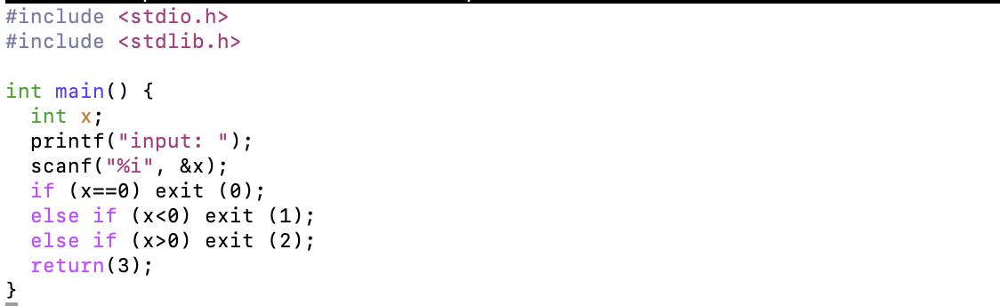 #include <stdio.h>
#include <stdlib.h>

int main() {
  int x;
  printf("input: ");
  scanf("%i", &x);
  if (x==0) exit (0);
  else if (x<0) exit (1);
  else if (x>0) exit (2);
  return(3);
}